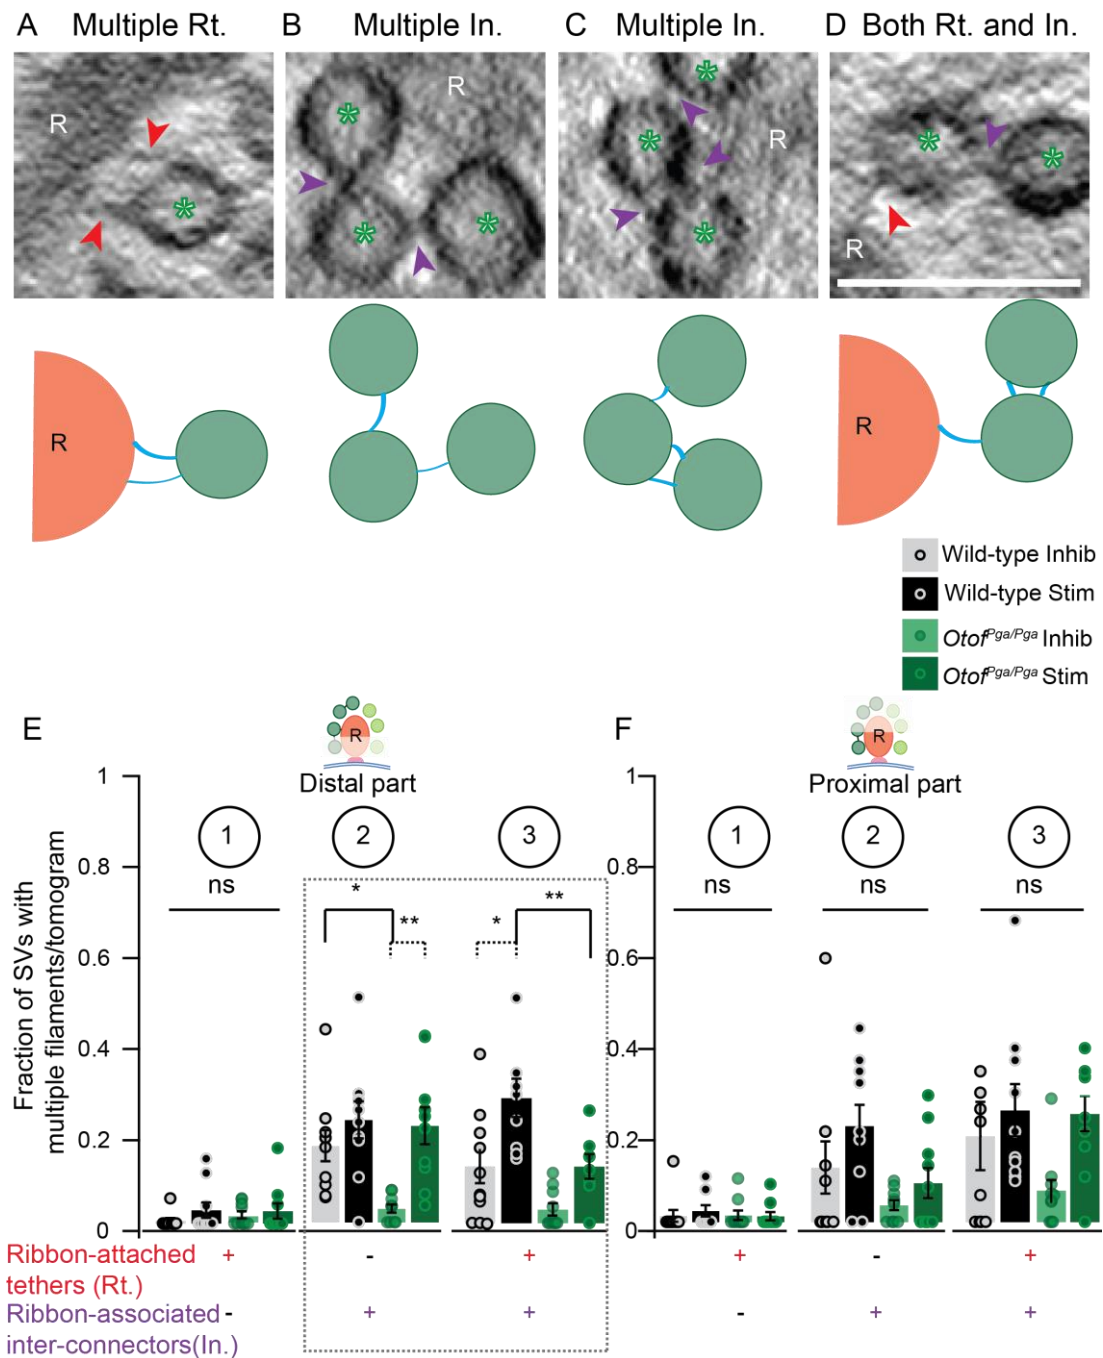 A Multiple Rt.
B Multiple In.
C Multiple In.
D Both Rt. and In.
R
R
R
R
R
R
Wild-type Inhib
Wild-type Stim
Otof Pga/Pga Inhib
Otof Pga/Pga Stim
E
R
Distal part
F
R
Proximal part
Fraction of SVs with
multiple filaments/tomogram
1
0.8
0.6
0.4
0.2
0
1
2
3
ns
*
**
*
**
1
0.8
0.6
0.4
0.2
0
1
2
3
ns
ns
ns
Ribbon-attached + - + + - +
tethers (Rt.)
Ribbon-associated - + + - + +
inter-connectors(In.)